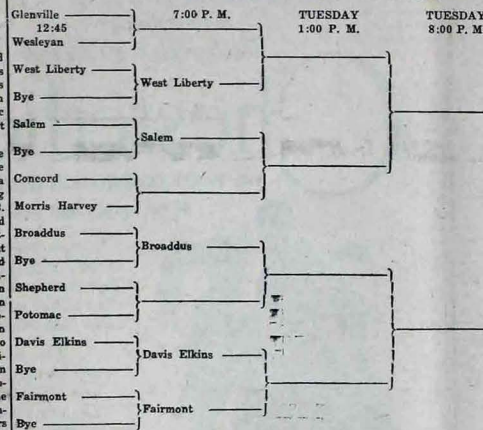 Glenville 7:00 P. M. TUESDAY TUESDAY
12:45 1:00 P. M. 8:00 P. M
Wesleyan
West Liberty
West Liberty
Bye
Salem
Salem
Bye
Concord
Morris Harvey
Broaddus
Broaddus
Bye
Shepherd
Potomac
Davis Elkins
Davis Elkins
Bye
Fairmont
Fairmont
Bye